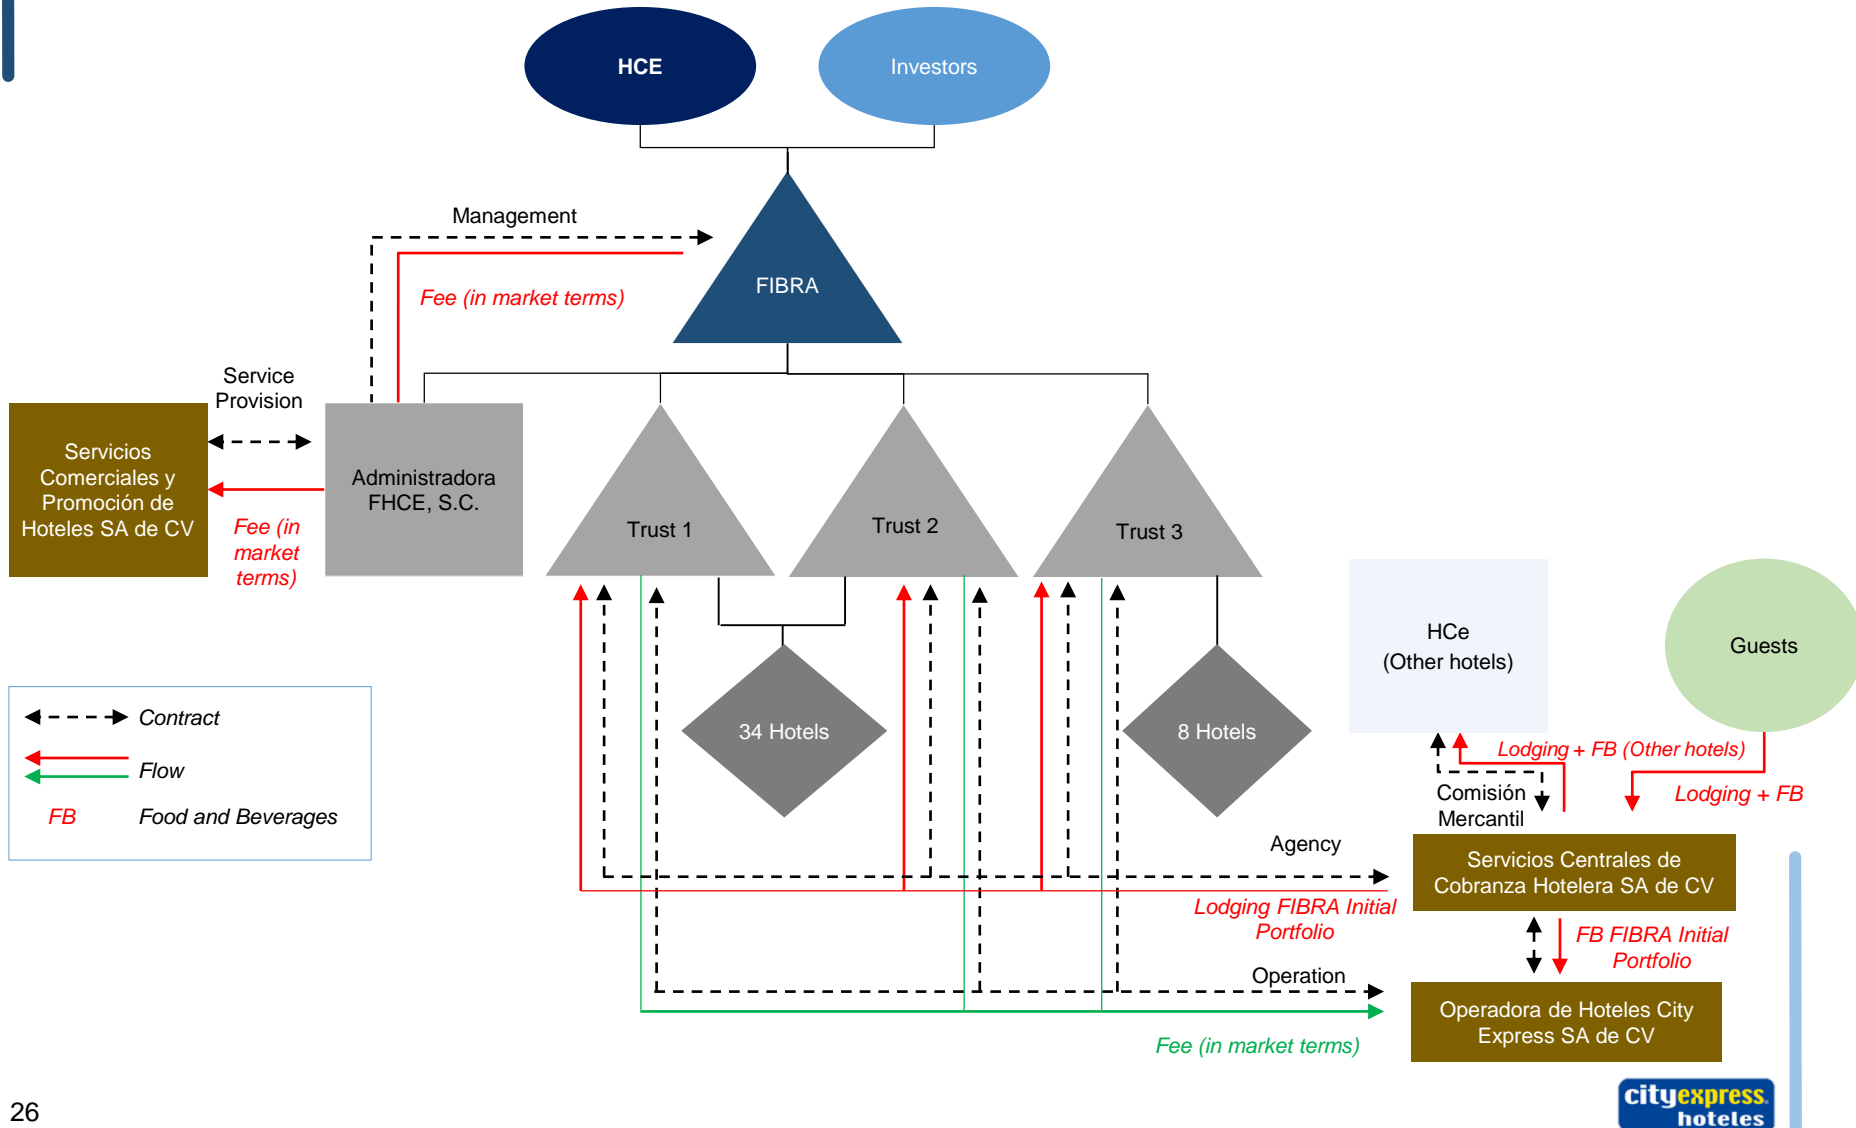 HCE
Investors
Management
Fee (in market terms)
FIBRA
Service
Provision
Servicios
Comerciales y
Promoción de
Hoteles SA de CV
Fee (in
market
terms)
Administradora
FHCE, S.C.
Trust 1
Trust 2
Trust 3
HCe
(Other hotels)
Guests
34 Hotels
8 Hotels
Contract
Flow
FB Food and Beverages
Lodging + FB (Other hotels)
Lodging + FB
Comisión
Mercantil
Agency
Servicios Centrales de
Cobranza Hotelera SA de CV
Lodging FIBRA Initial
Portfolio
FB FIBRA Initial
Portfolio
Operation
Operadora de Hoteles City
Express SA de CV
Fee (in market terms)
cityexpress.
hoteles
26